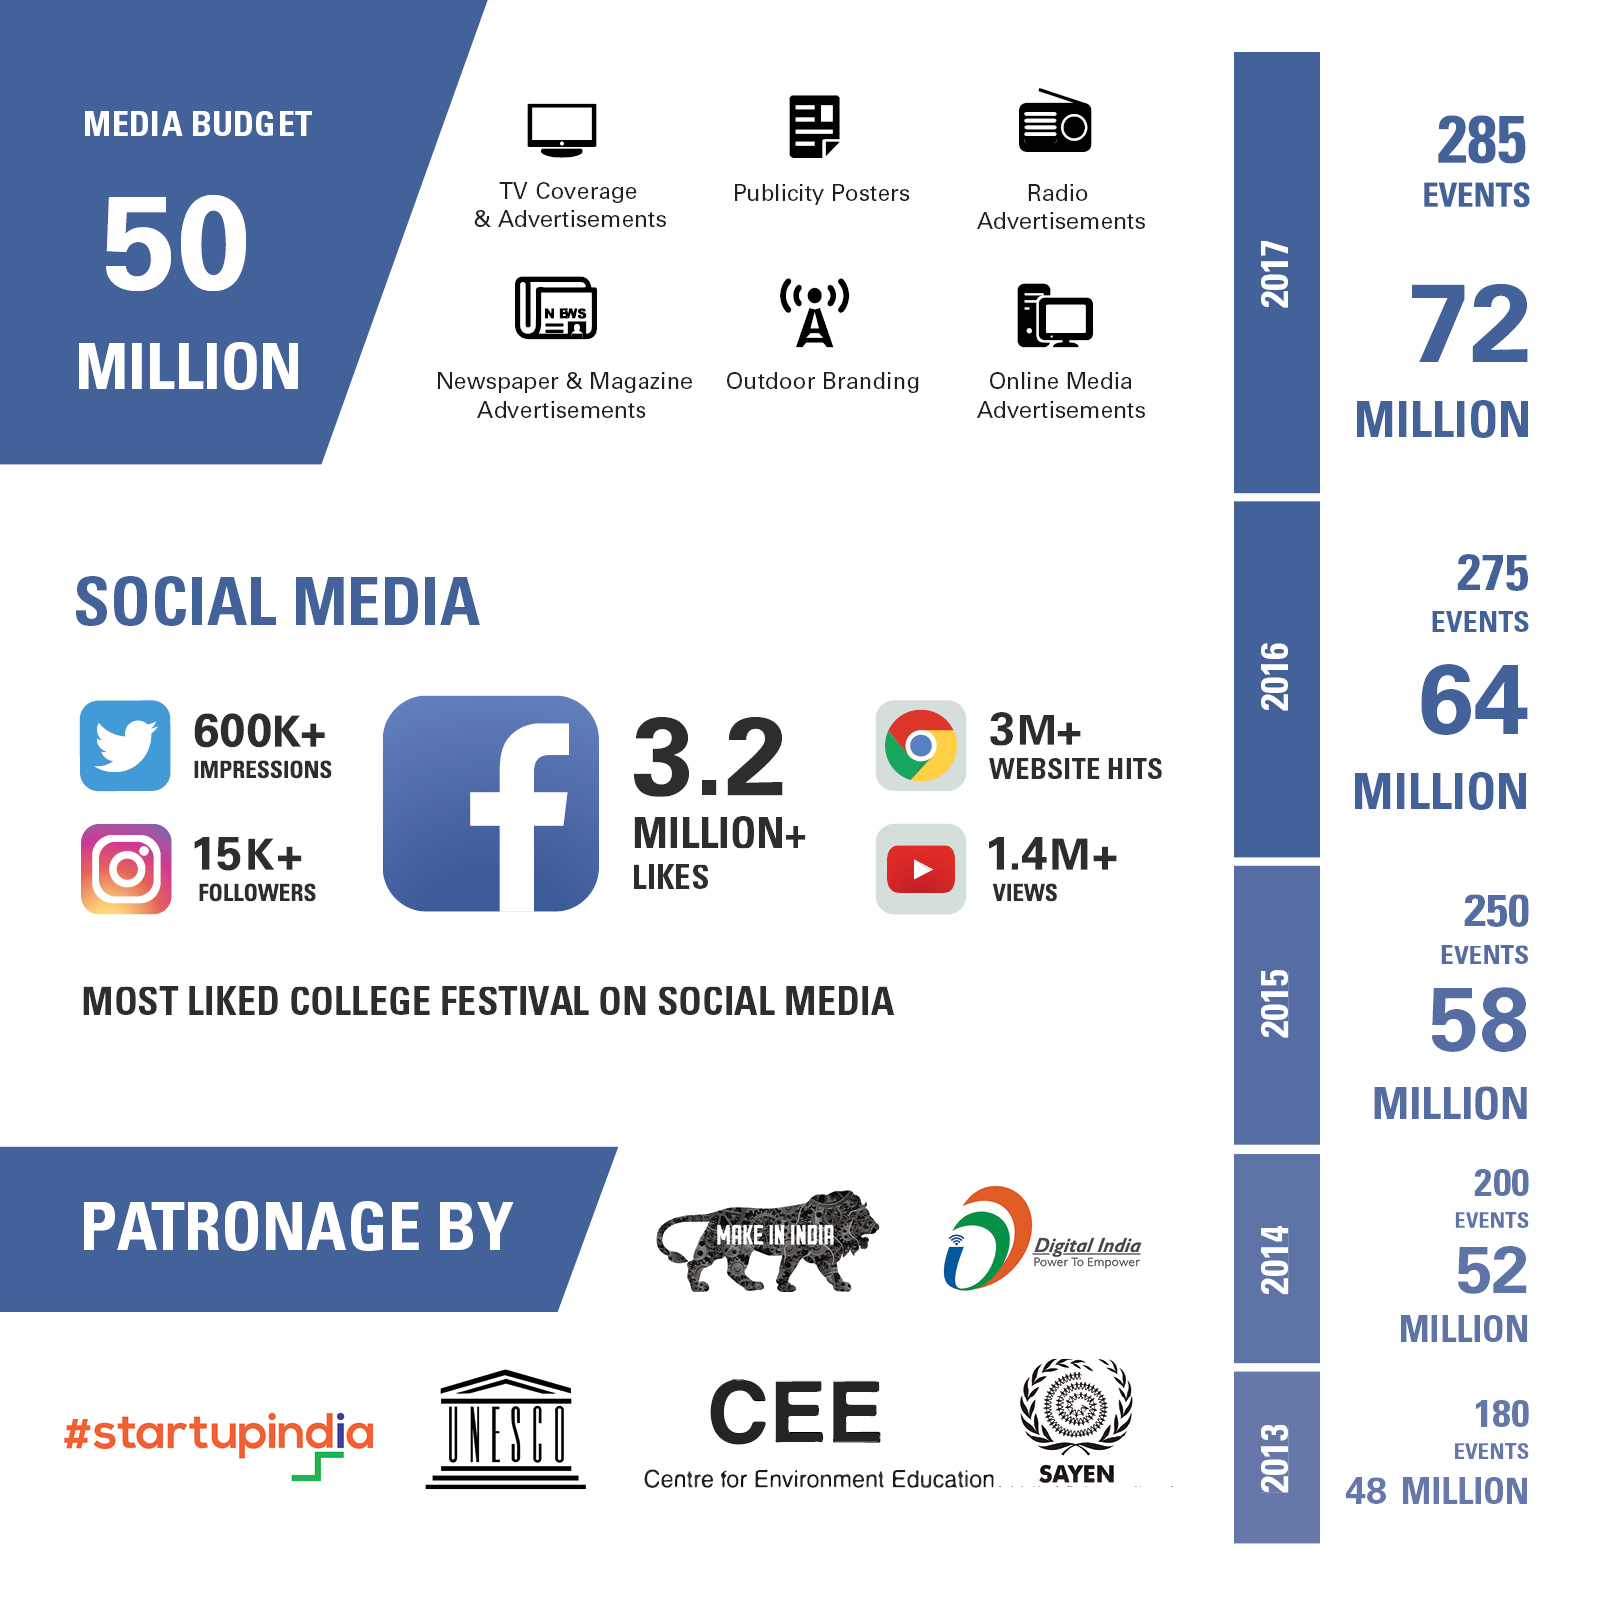 MEDIA BUDGET
50
MILLION
TV Coverage
& Advertisements
Publicity Posters
Radio
Advertisements
NEWS
Newspaper & Magazine
Advertisements
Outdoor Branding
Online Media
Advertisements
SOCIAL MEDIA
600K+
IMPRESSIONS
15K+
FOLLOWERS
3.2
MILLION+
LIKES
3M+
WEBSITE HITS
1.4M+
VIEWS
MOST LIKED COLLEGE FESTIVAL ON SOCIAL MEDIA
PATRONAGE BY
MAKE IN INDIA
Digital India
Power To Empower
#startupindia
UNESCO
CEE
Centre for Environment Education
SAYEN
2017
285
EVENTS
72
MILLION
2016
275
EVENTS
64
MILLION
2015
250
EVENTS
58
MILLION
2014
200
EVENTS
52
MILLION
2013
180
EVENTS
48 MILLION